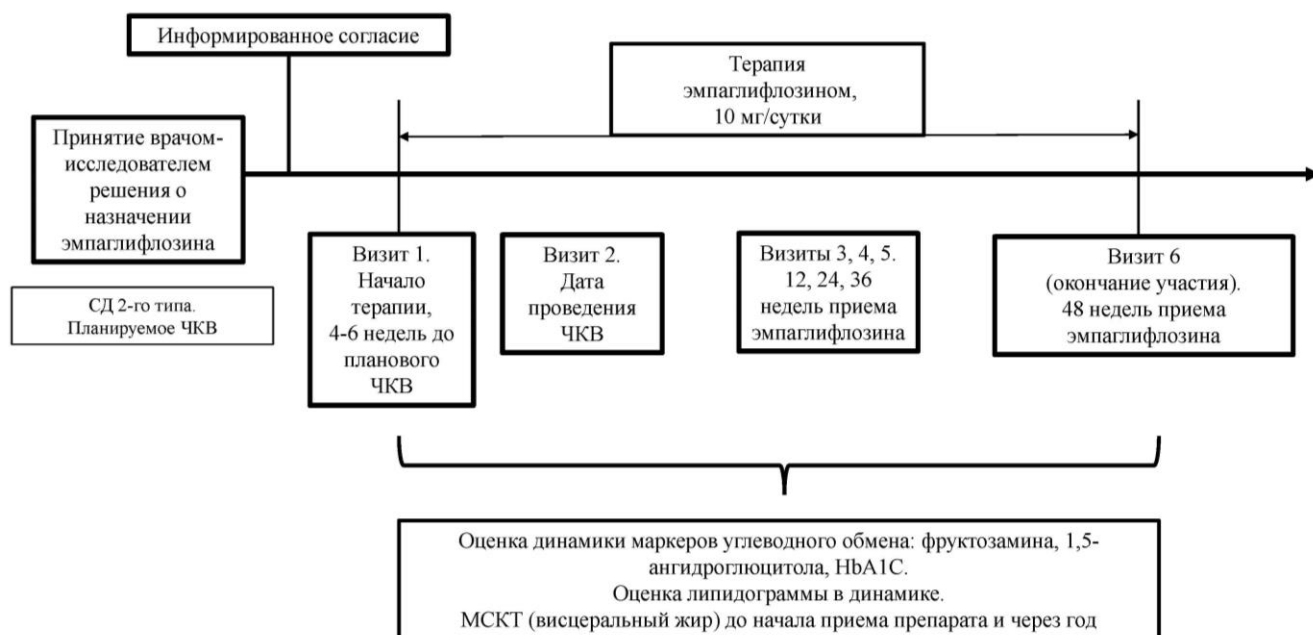 Информированное согласие
Терапия
эмпаглифлозином,
10 мг/сутки
Принятие врачом-
исследователем
решения о
назначении
эмпаглифлозина
СД 2-го типа.
Планируемое ЧКВ
Визит 1.
Начало
терапии,
4-6 недель до
планового
ЧКВ
Визит 2.
Дата
проведения
ЧКВ
Визиты 3, 4, 5.
12, 24, 36
недель приема
эмпаглифлозина
Визит 6
(окончание участия).
48 недель приема
эмпаглифлозина
Оценка динамики маркеров углеводного обмена: фруктозамина, 1,5-
ангидроглюцитола, HbA1C.
Оценка липидограммы в динамике.
МСКТ (висцеральный жир) до начала приема препарата и через год